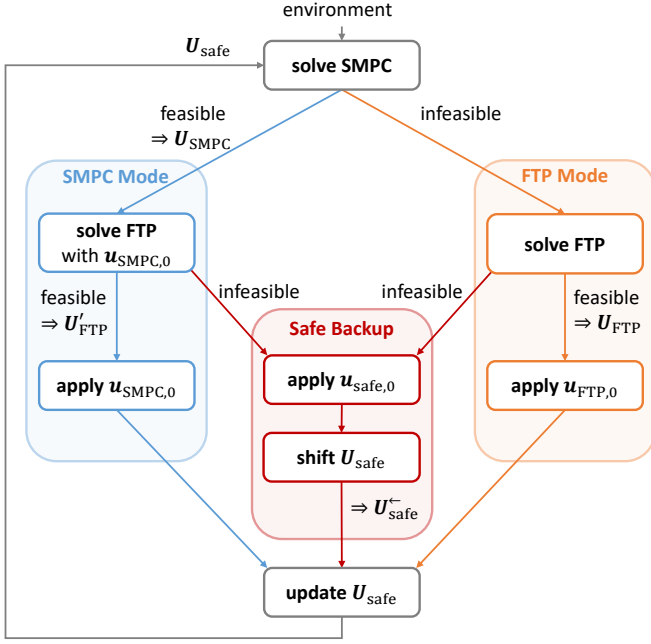 environment
U_safe
solve SMPC
feasible
⇒ U_SMPC
infeasible
SMPC Mode
FTP Mode
solve FTP
with u_SMPC,0
solve FTP
feasible
⇒ U′_FTP
infeasible
infeasible
feasible
⇒ U_FTP
Safe Backup
apply u_SMPC,0
apply u_safe,0
apply u_FTP,0
shift U_safe
⇒ U^←_safe
update U_safe